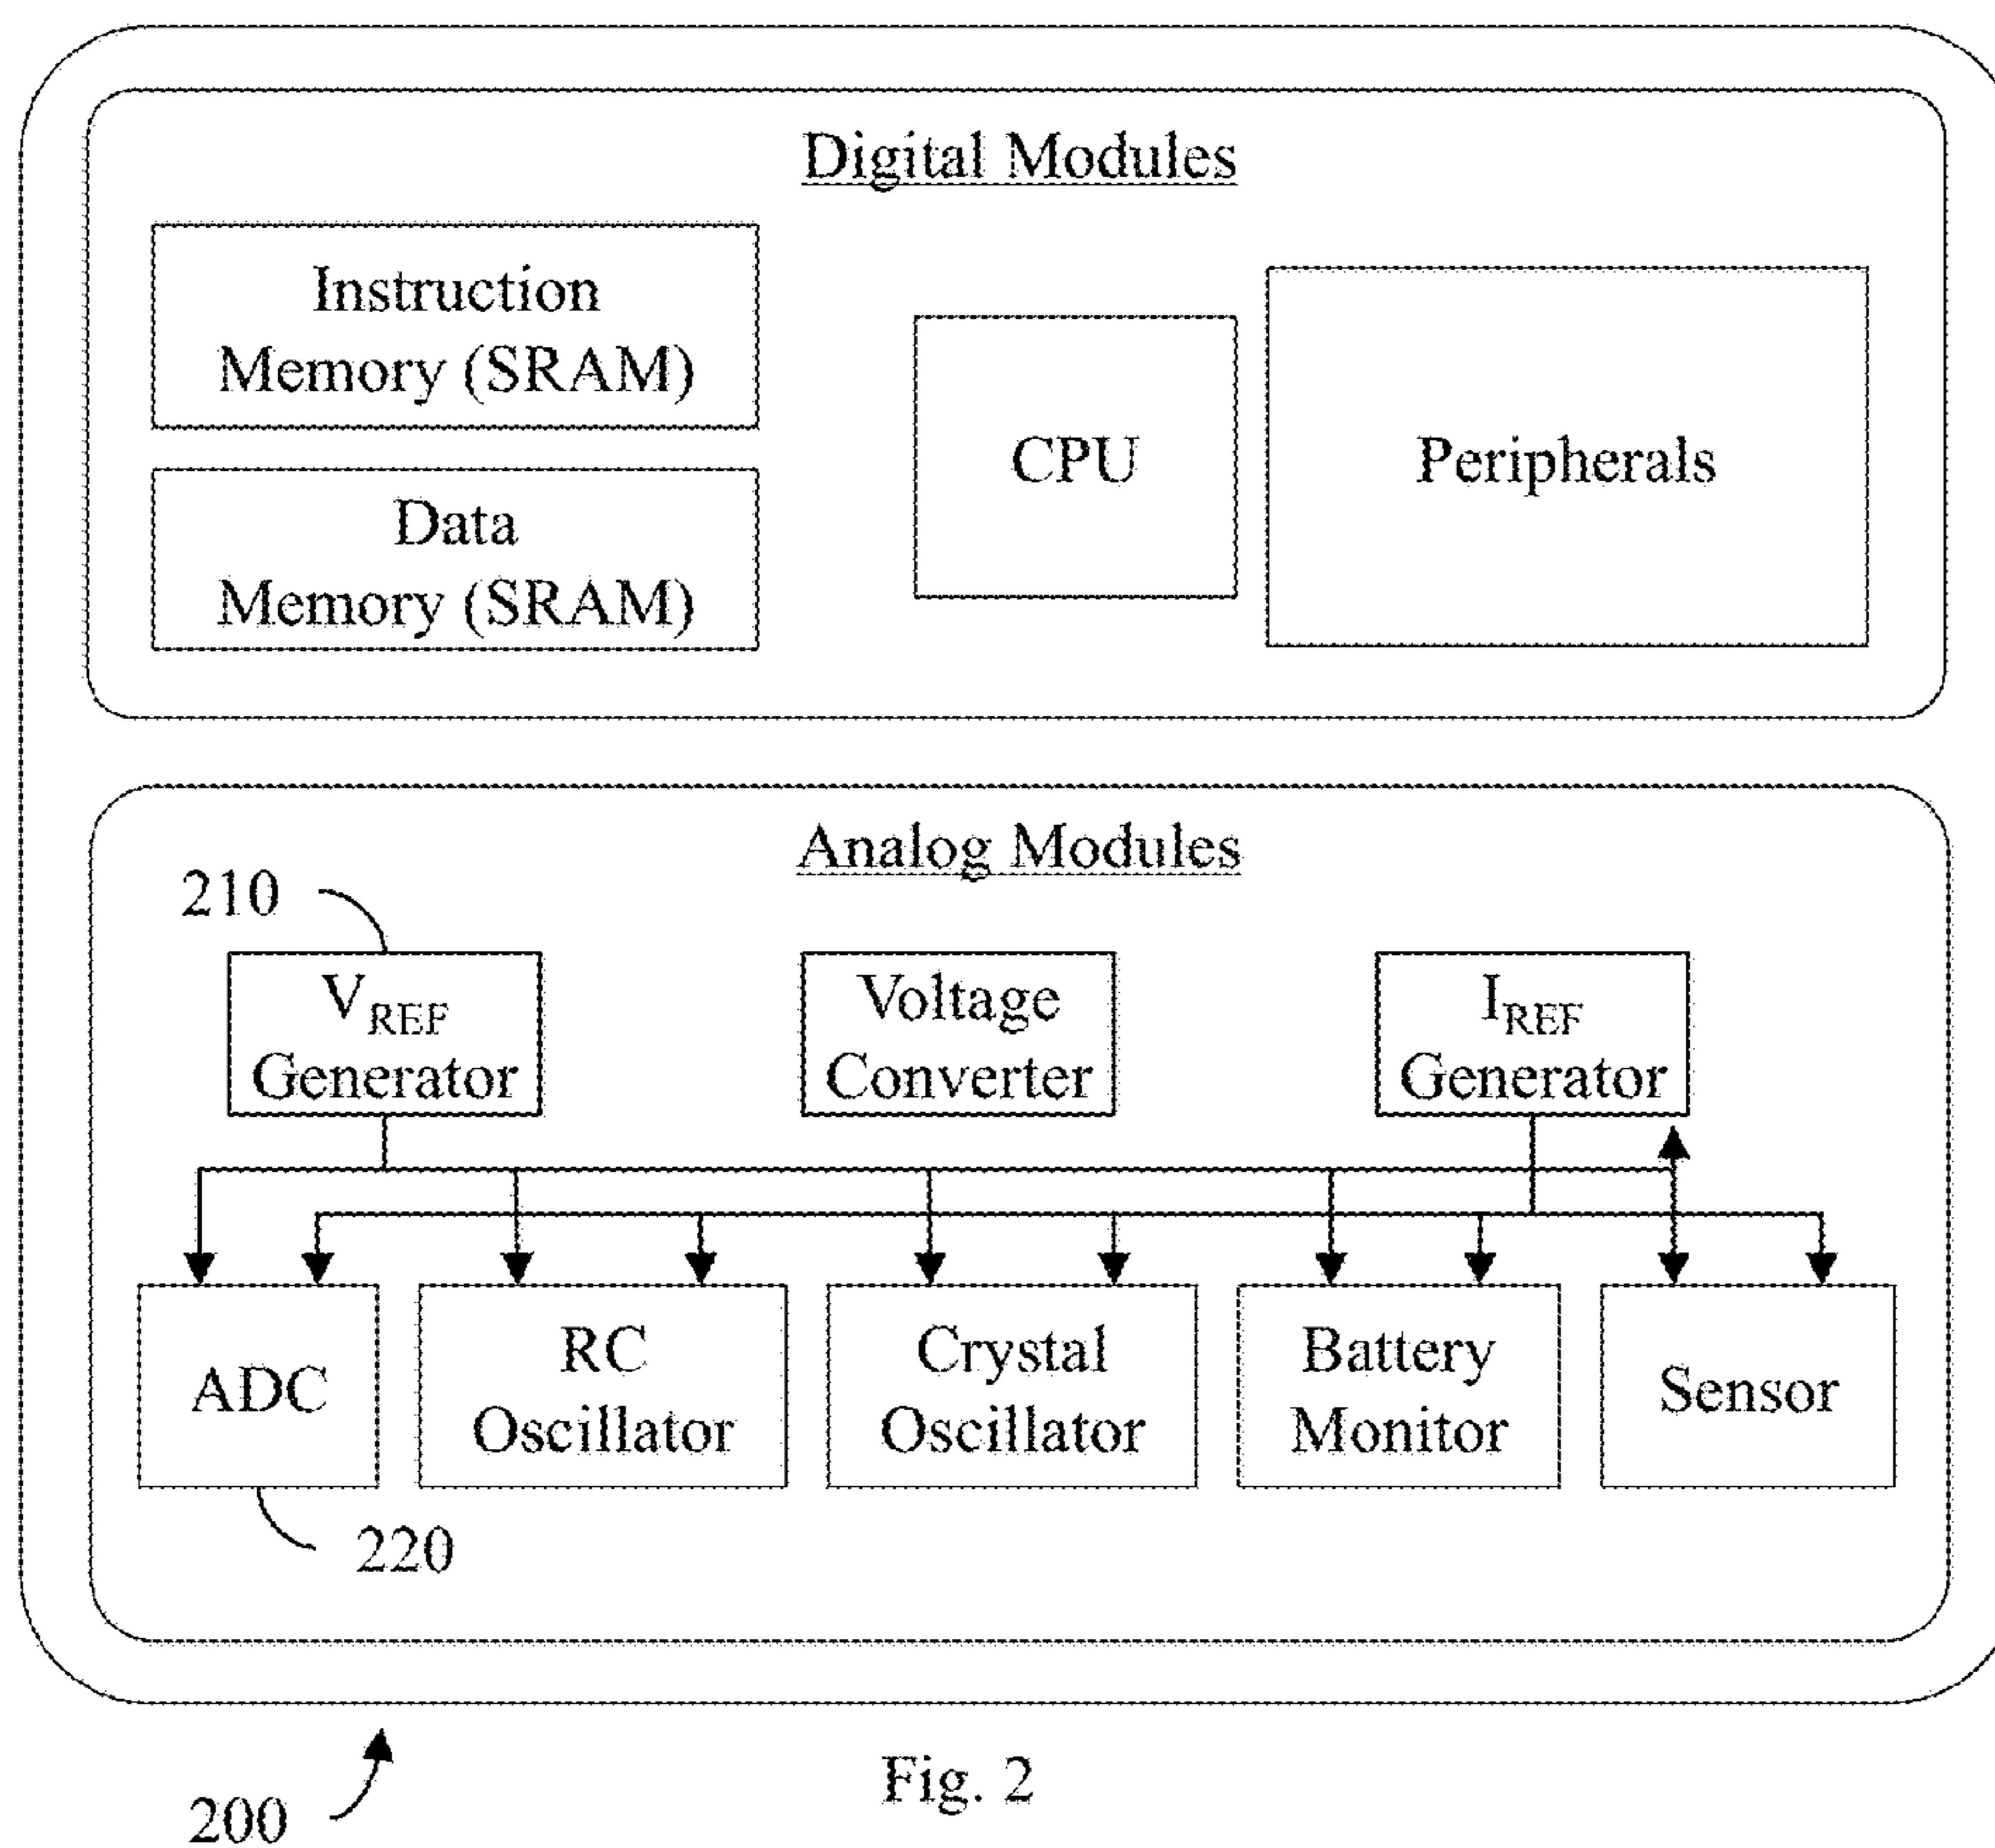 Digital Modules
Instruction
Memory (SRAM)
Data
Memory (SRAM)
CPU
Peripherals
Analog Modules
210
VREF
Generator
Voltage
Converter
IREF
Generator
ADC
RC
Oscillator
Crystal
Oscillator
Battery
Monitor
Sensor
220
200
Fig. 2